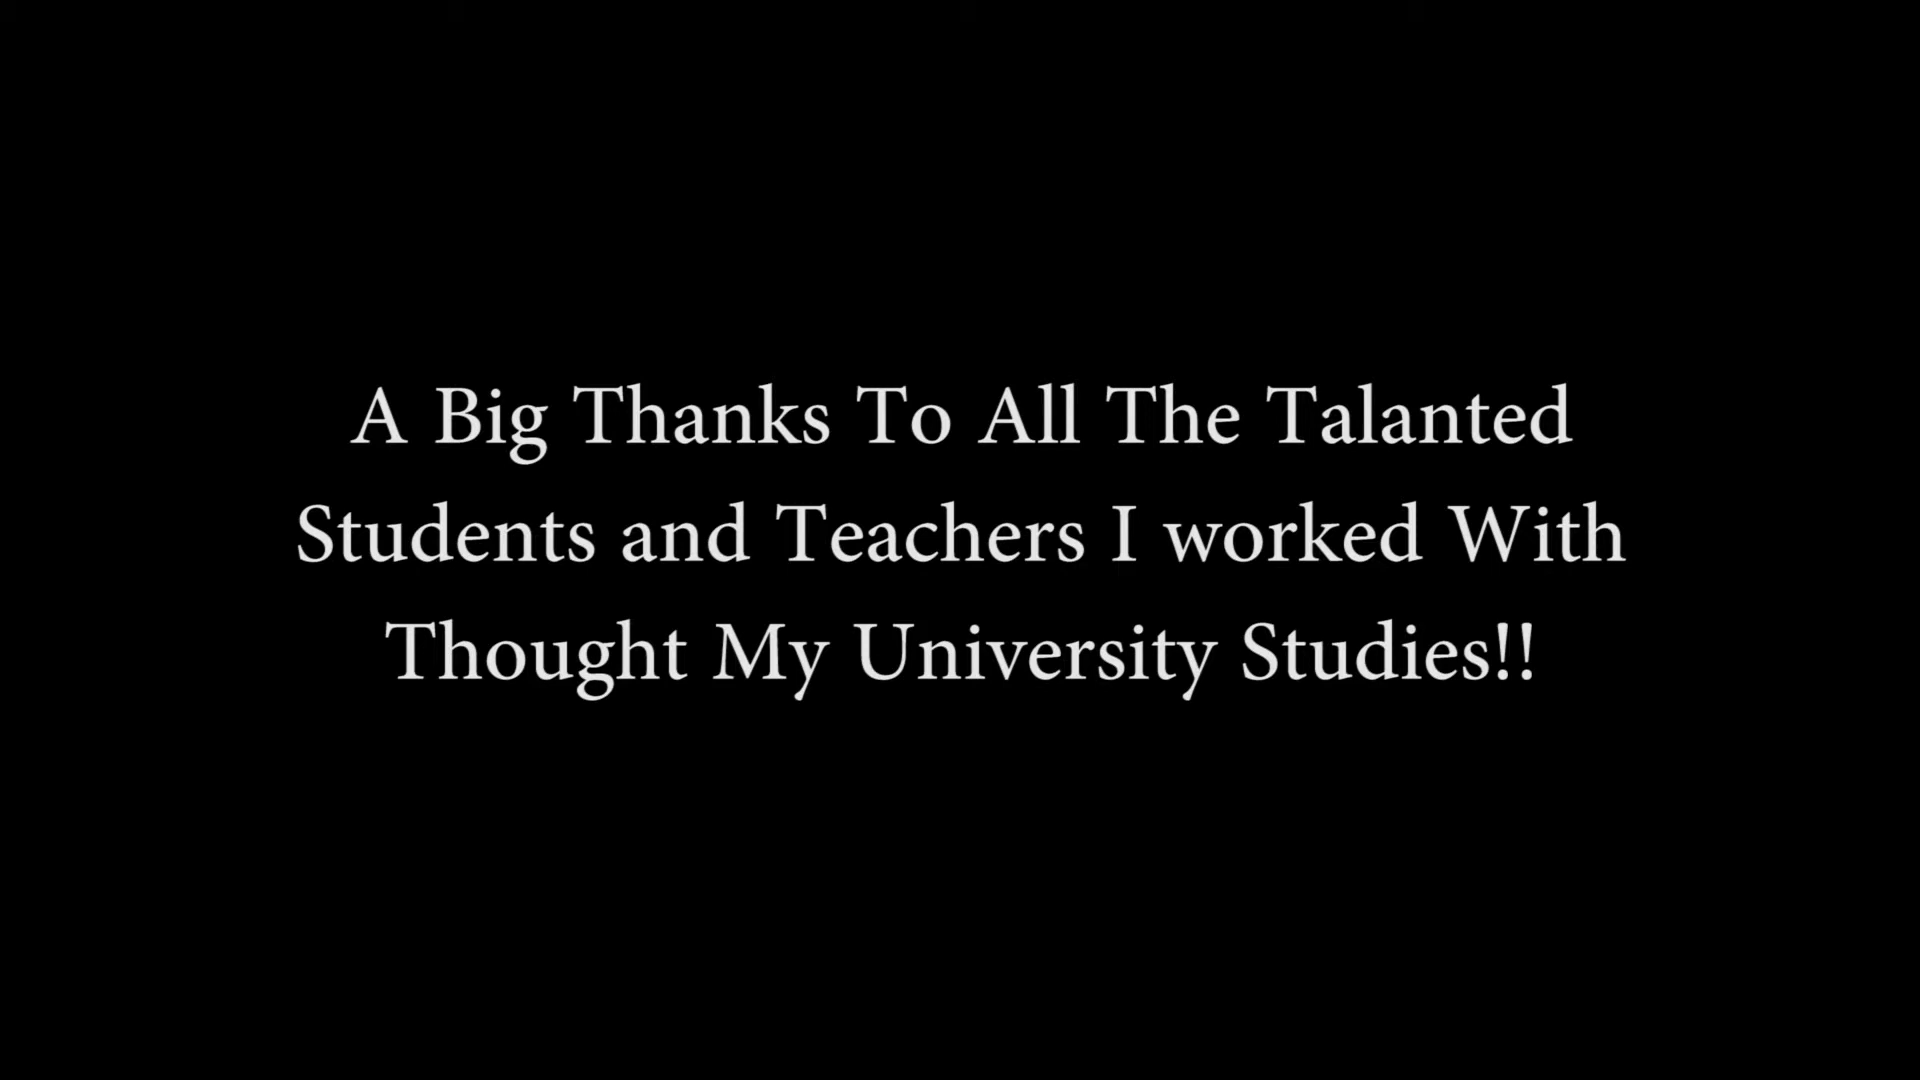 A Big Thanks To All The Talanted
Students and Teachers I worked With
Thought My University Studies!!